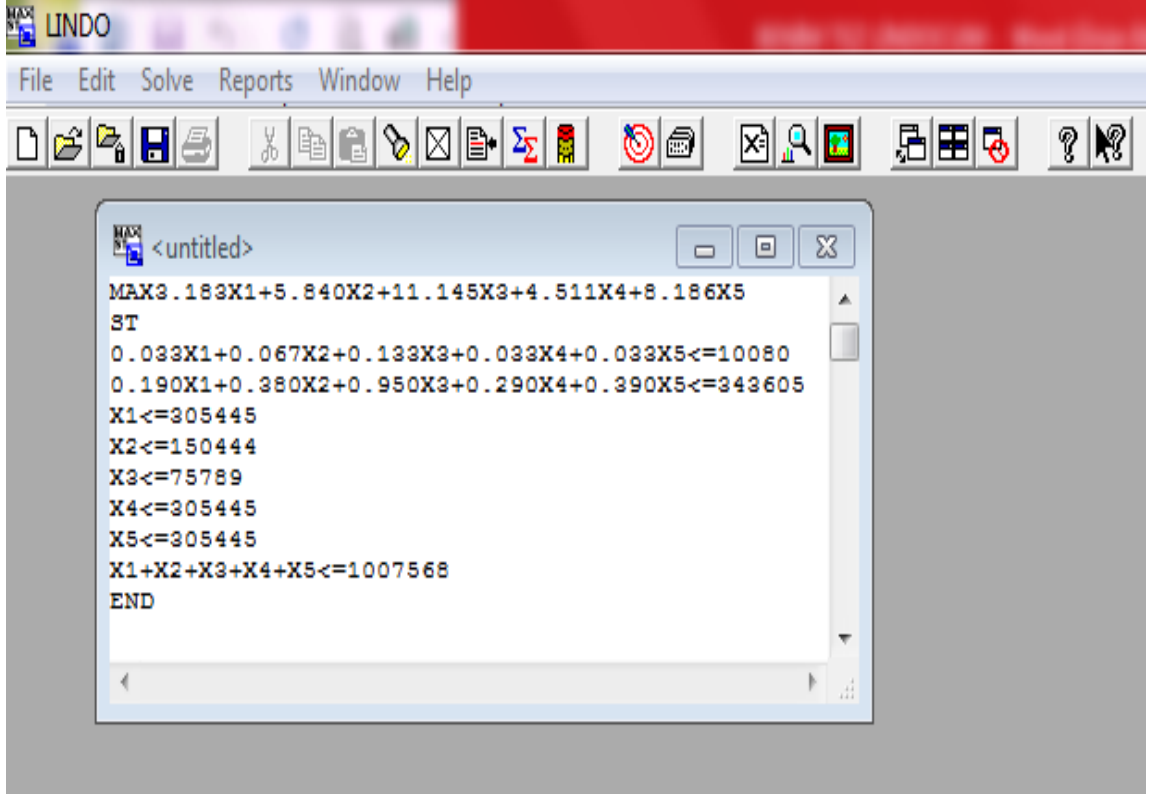 LINDO
File Edit Solve Reports Window Help
<untitled>
MAX3.183X1+5.840X2+11.145X3+4.511X4+8.186X5
ST
0.033X1+0.067X2+0.133X3+0.033X4+0.033X5<=10080
0.190X1+0.380X2+0.950X3+0.290X4+0.390X5<=343605
X1<=305445
X2<=150444
X3<=75789
X4<=305445
X5<=305445
X1+X2+X3+X4+X5<=1007568
END